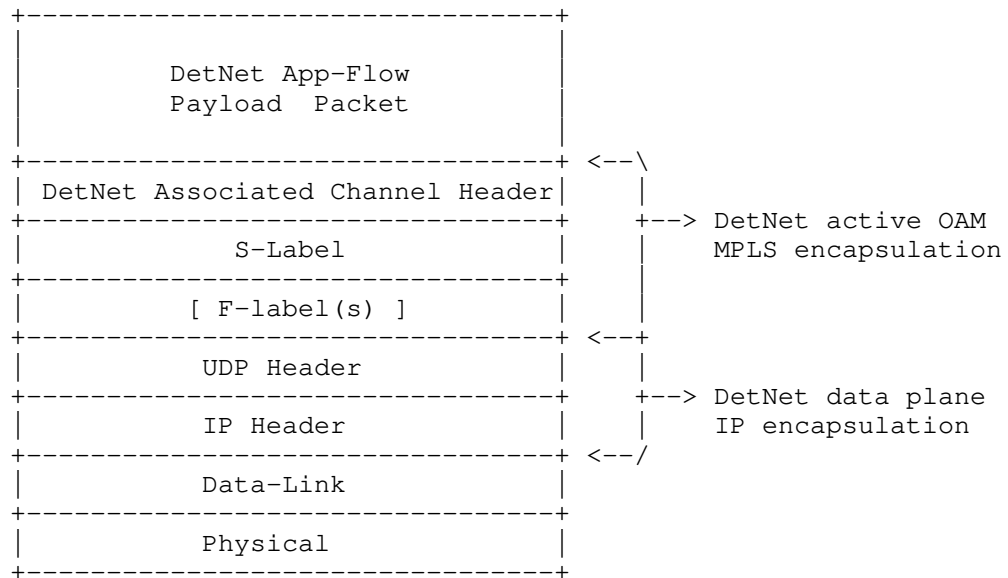 DetNet App-Flow
Payload Packet
<--\
DetNet Associated Channel Header
+--> DetNet active OAM
S-Label MPLS encapsulation
[ F-label(s) ]
<--+
UDP Header
+--> DetNet data plane
IP Header IP encapsulation
<--/
Data-Link
Physical